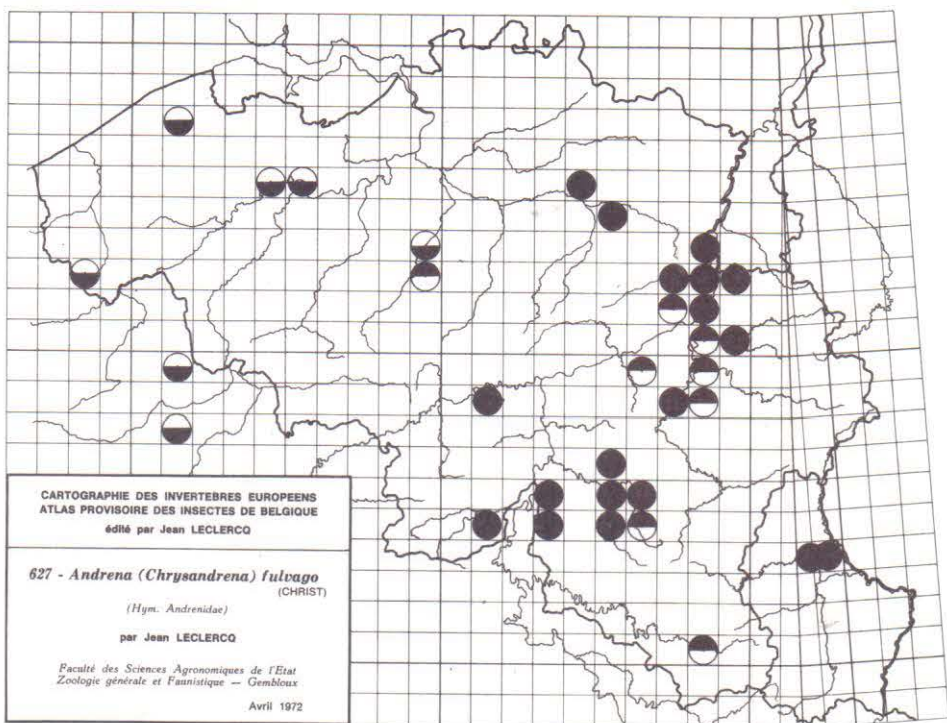 CARTOGRAPHIE DES INVERTEBRES EUROPEENS
ATLAS PROVISOIRE DES INSECTES DE BELGIQUE
édité par Jean LECLERCQ
627 - Andrena (Chrysandrena) fulvago
(CHRIST)
(Hym. Andrenidae)
par Jean LECLERCQ
Faculté des Sciences Agronomiques de l'Etat
Zoologie générale et Faunistique — Gembloux
Avril 1972